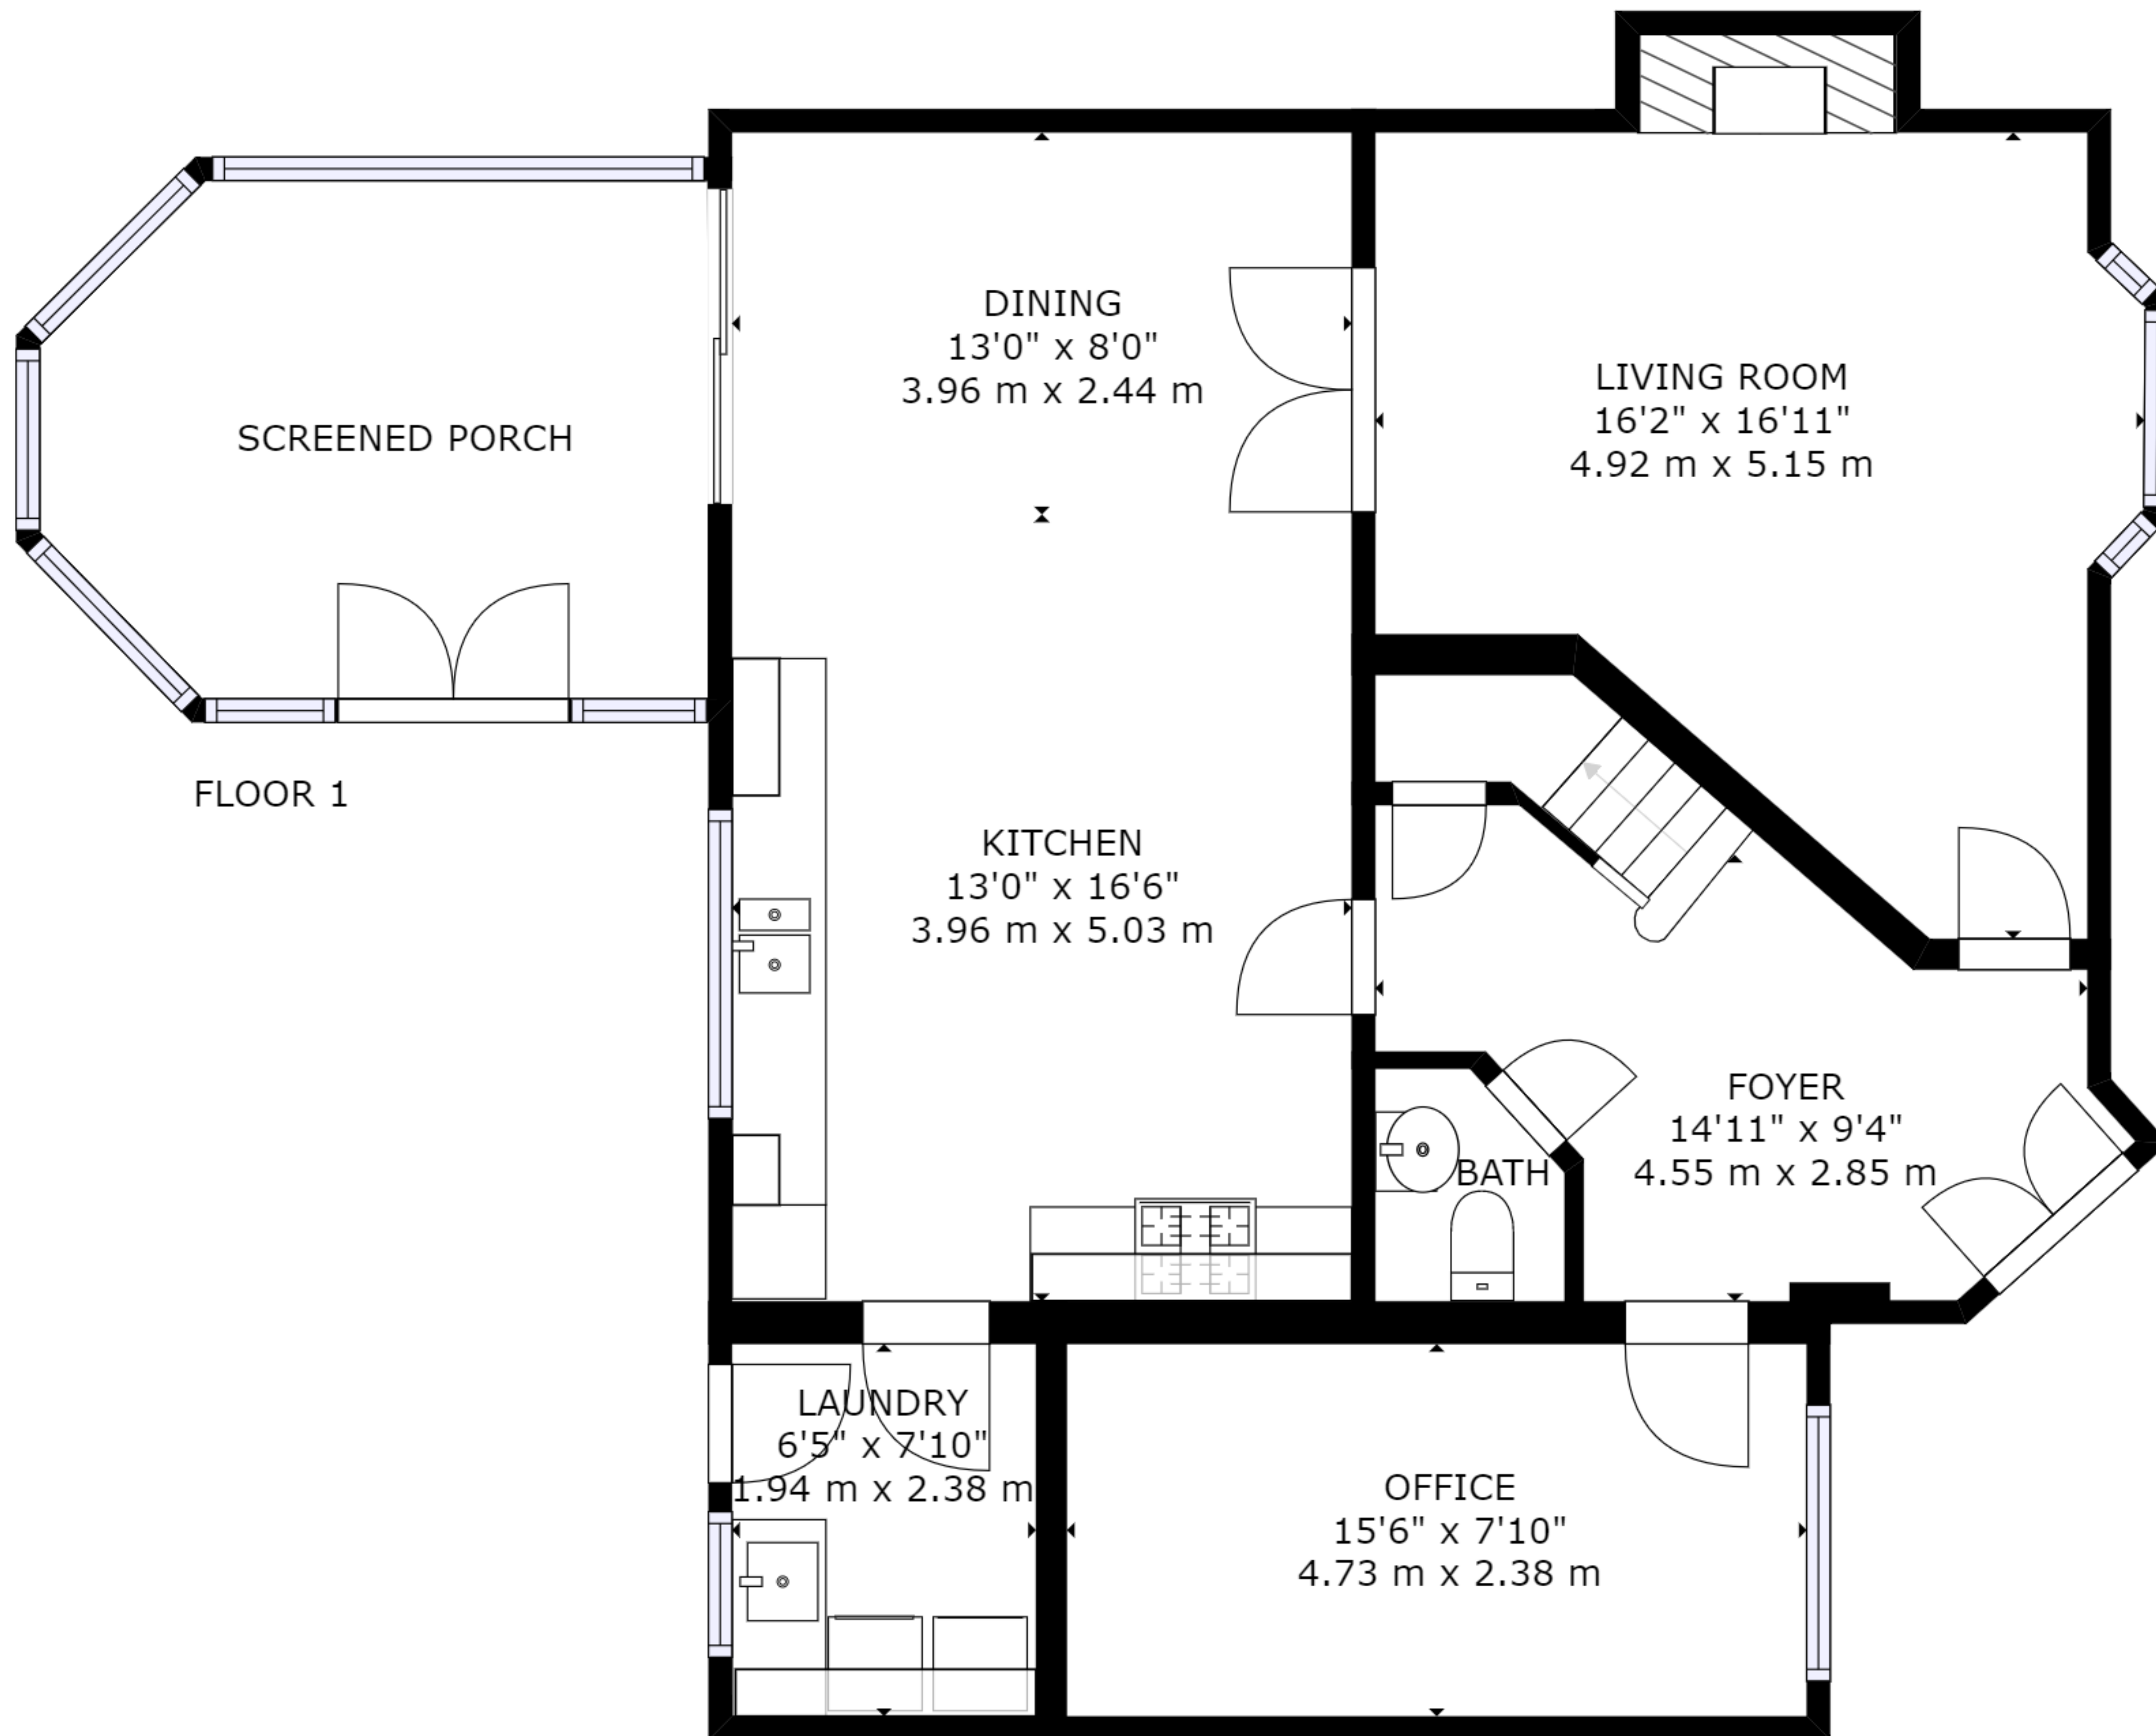 DINING
13'0" x 8'0"
3.96 m x 2.44 m
LIVING ROOM
16'2" x 16'11"
4.92 m x 5.15 m
SCREENED PORCH
FLOOR 1
KITCHEN
13'0" x 16'6"
3.96 m x 5.03 m
FOYER
14'11" x 9'4"
4.55 m x 2.85 m
BATH
LAUNDRY
6'5" x 7'10"
1.94 m x 2.38 m
OFFICE
15'6" x 7'10"
4.73 m x 2.38 m